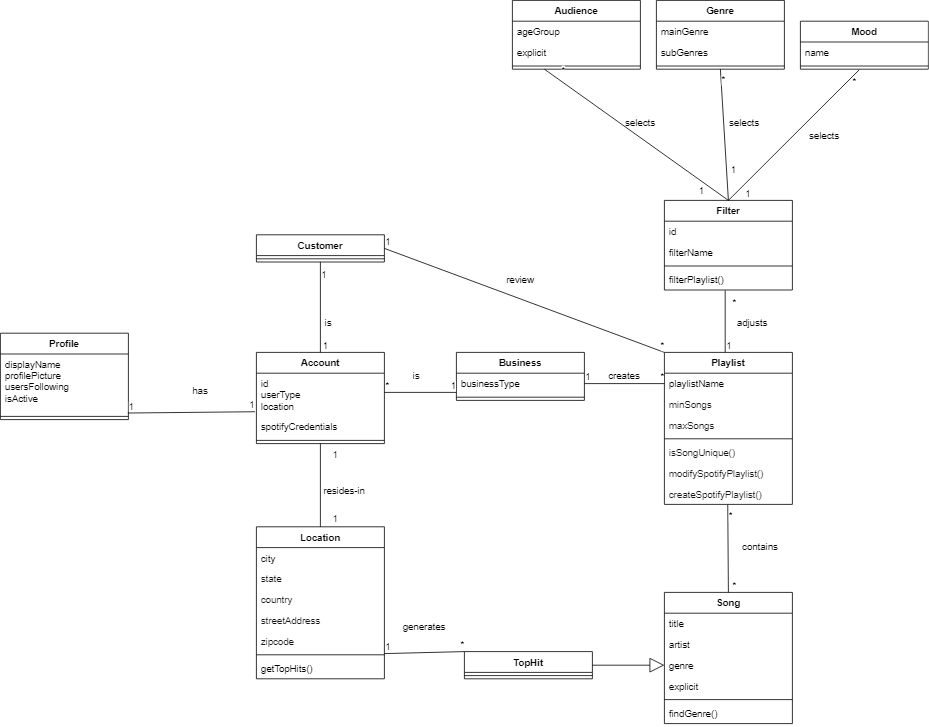 Audience
ageGroup
explicit
*
Genre
mainGenre
subGenres
*
Mood
name
*
selects
selects
selects
1
1
1
Filter
id
filterName
filterPlaylist()
*
adjusts
1
Customer
1
1
review
*
is
1
Profile
displayName
profilePicture
usersFollowing
isActive
1
has
1
Account
id
userType
location
spotifyCredentials
*
is
1
Business
businessType
1
creates
*
Playlist
playlistName
minSongs
maxSongs
isSongUnique()
modifySpotifyPlaylist()
createSpotifyPlaylist()
*
contains
*
1
resides-in
1
Location
city
state
country
streetAddress
zipcode
getTopHits()
1
generates
*
TopHit
Song
title
artist
genre
explicit
findGenre()